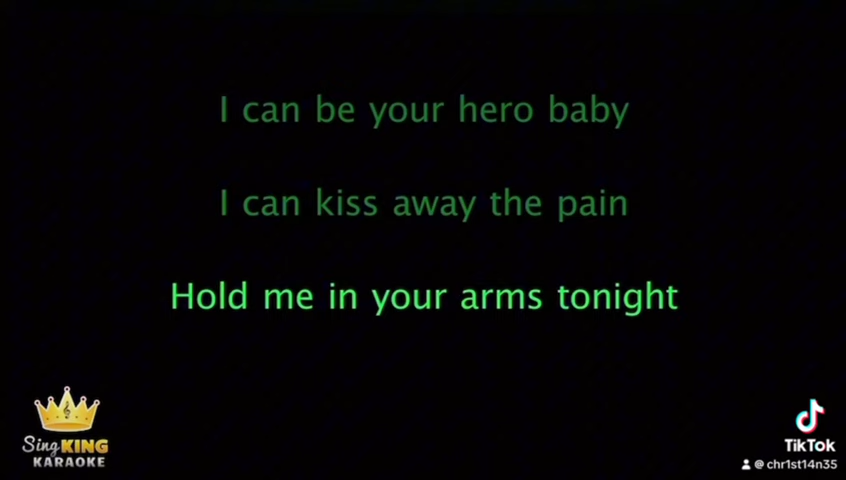 I can be your hero baby
I can kiss away the pain
Hold me in your arms tonight
Sing KING
KARAOKE
TikTok
@ chr1st14n35